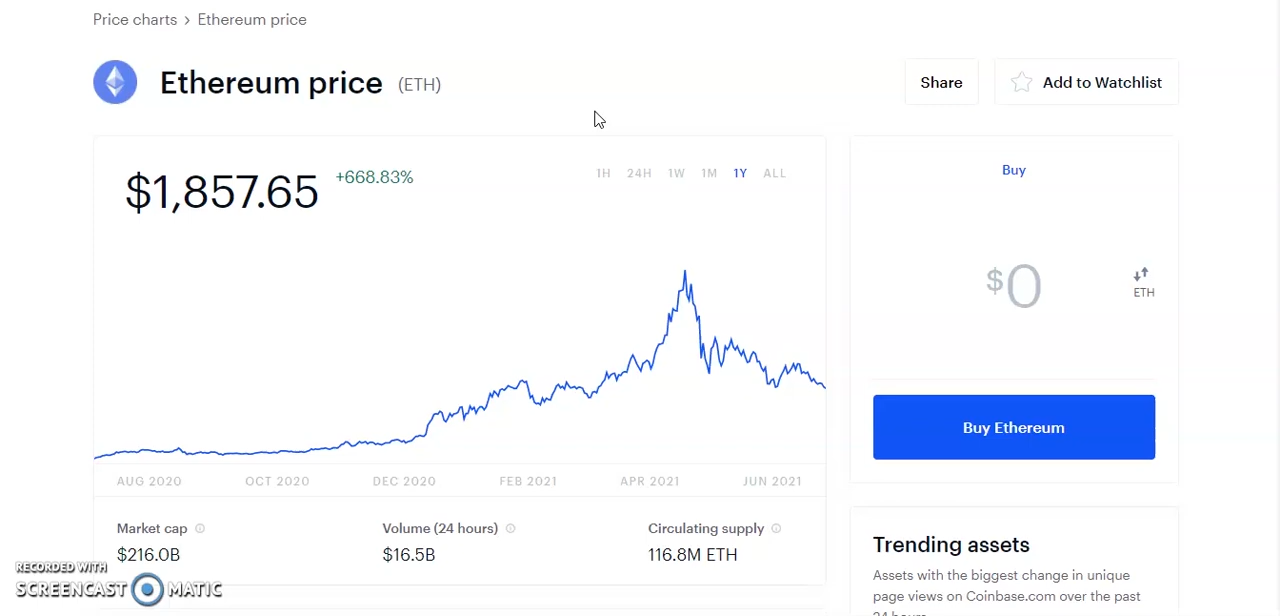 Price charts › Ethereum price
Ethereum price (ETH)
Share
Add to Watchlist
$1,857.65 +668.83%
1H 24H 1W 1M 1Y ALL
Buy
$0
ETH
Buy Ethereum
AUG 2020 OCT 2020 DEC 2020 FEB 2021 APR 2021 JUN 2021
Market cap Volume (24 hours) Circulating supply
$216.0B $16.5B 116.8M ETH
Trending assets
Assets with the biggest change in unique
page views on Coinbase.com over the past
24 hours
RECORDED WITH
SCREENCAST MATIC